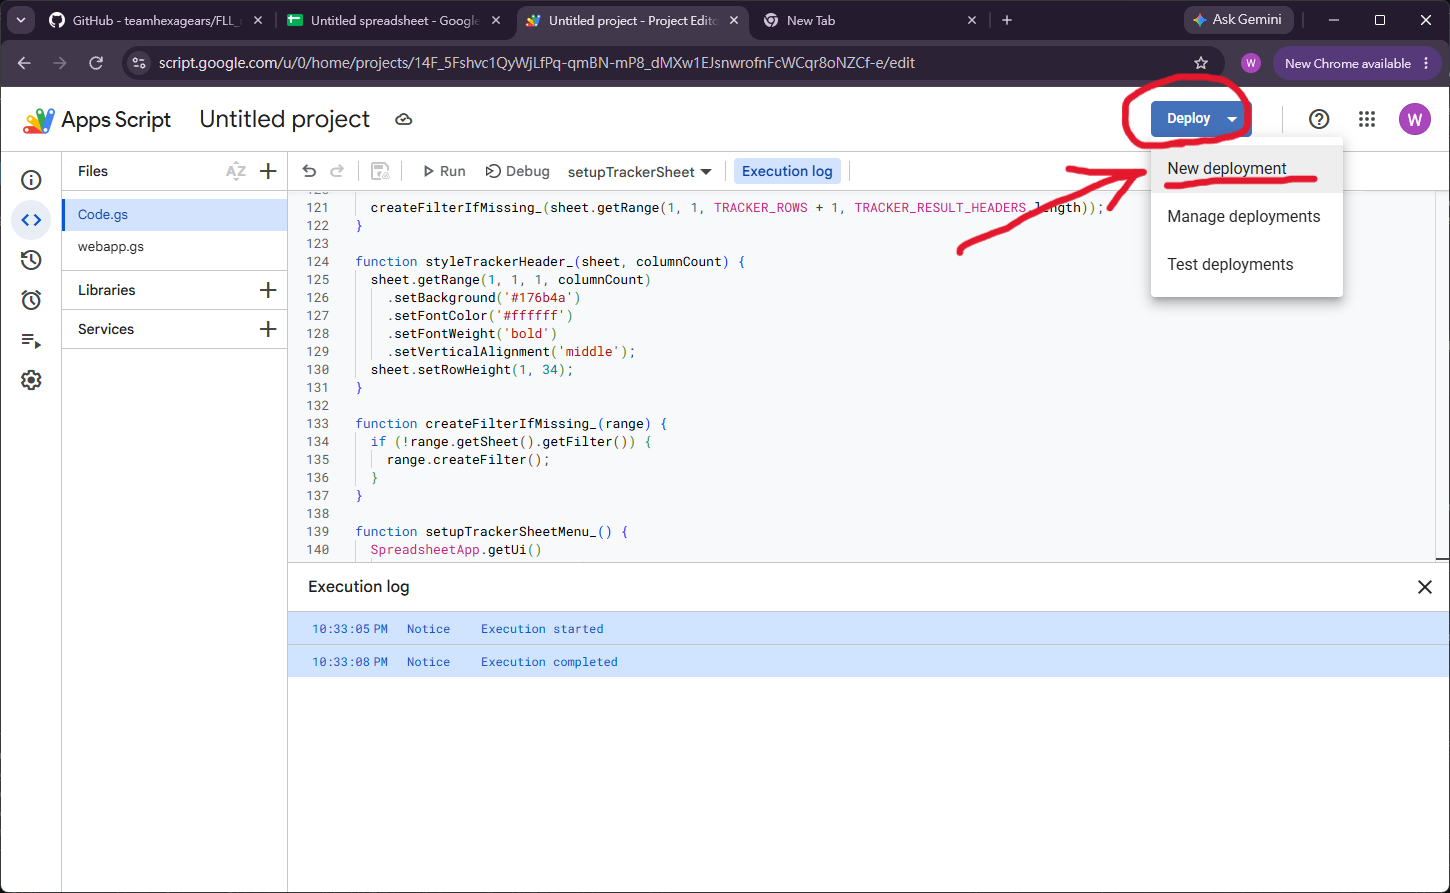 GitHub - teamhexagears/FLL_
Untitled spreadsheet - Google
Untitled project - Project Edito
New Tab
Ask Gemini
script.google.com/u/0/home/projects/14F_5Fshvc1QyWjLfPq-qmBN-mP8_dMXw1EJsnwrofnFcWCqr8oNZCf-e/edit
W
New Chrome available
Apps Script
Untitled project
Deploy
W
Files
AZ
Run
Debug
setupTrackerSheet
Execution log
New deployment
Manage deployments
Test deployments
Code.gs
webapp.gs
Libraries
Services
120
121 createFilterIfMissing_(sheet.getRange(1, 1, TRACKER_ROWS + 1, TRACKER_RESULT_HEADERS.length));
122 }
123
124 function styleTrackerHeader_(sheet, columnCount) {
125 sheet.getRange(1, 1, 1, columnCount)
126 .setBackground('#176b4a')
127 .setFontColor('#ffffff')
128 .setFontWeight('bold')
129 .setVerticalAlignment('middle');
130 sheet.setRowHeight(1, 34);
131 }
132
133 function createFilterIfMissing_(range) {
134 if (!range.getSheet().getFilter()) {
135 range.createFilter();
136 }
137 }
138
139 function setupTrackerSheetMenu_() {
140 SpreadsheetApp.getUi()
Execution log
10:33:05 PM Notice Execution started
10:33:08 PM Notice Execution completed